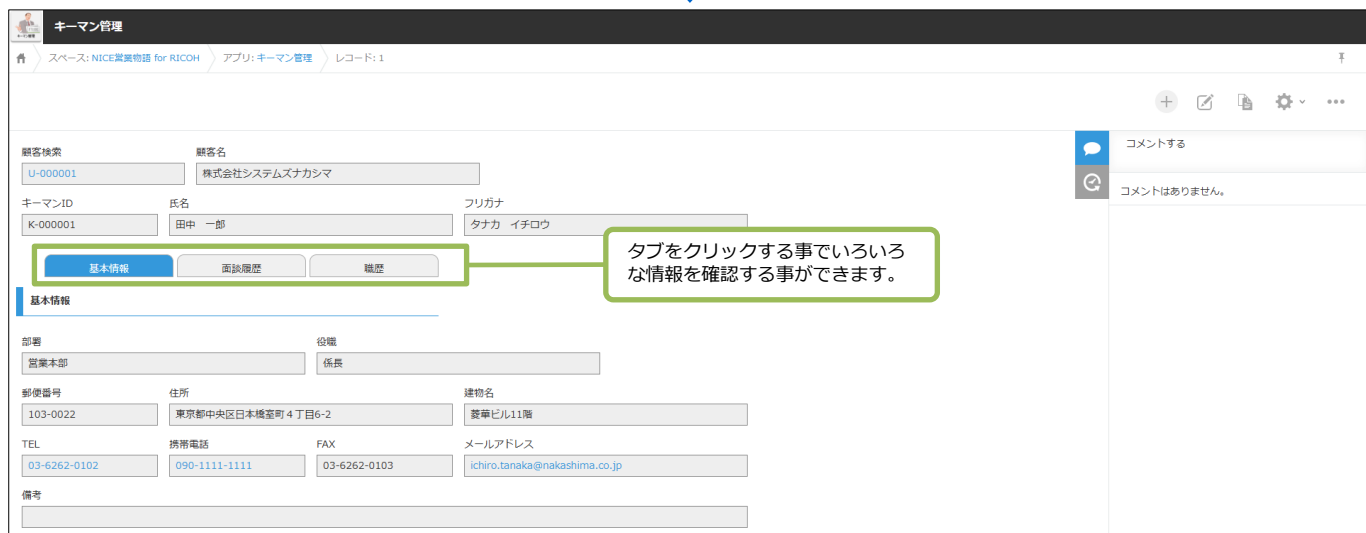 キーマン管理
スペース: NICE営業物語 for RICOH アプリ: キーマン管理 レコード: 1
コメントする
コメントはありません。
顧客検索 顧客名
U-000001 株式会社システムズナカシマ
キーマンID 氏名 フリガナ
K-000001 田中 一郎 タナカ イチロウ
タブをクリックする事でいろいろ
な情報を確認する事ができます。
基本情報 面談履歴 職歴
基本情報
部署 役職
営業本部 係長
郵便番号 住所 建物名
103-0022 東京都中央区日本橋室町4丁目6-2 菱華ビル11階
TEL 携帯電話 FAX メールアドレス
03-6262-0102 090-1111-1111 03-6262-0103 ichiro.tanaka@nakashima.co.jp
備考